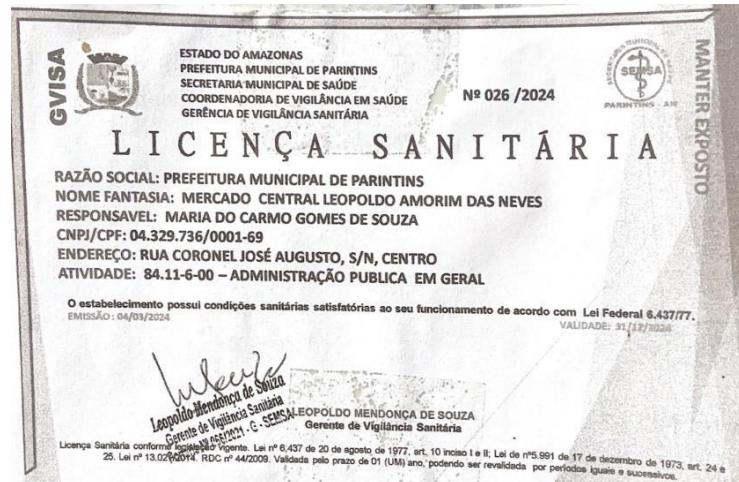 GVISA
ESTADO DO AMAZONAS
PREFEITURA MUNICIPAL DE PARINTINS
SECRETARIA MUNICIPAL DE SAÚDE
COORDENADORIA DE VIGILÂNCIA EM SAÚDE
GERÊNCIA DE VIGILÂNCIA SANITÁRIA
Nº 026 /2024
SEMSA
PARINTINS - AM
MANTER EXPOSTO
LICENÇA SANITÁRIA
RAZÃO SOCIAL: PREFEITURA MUNICIPAL DE PARINTINS
NOME FANTASIA: MERCADO CENTRAL LEOPOLDO AMORIM DAS NEVES
RESPONSAVEL: MARIA DO CARMO GOMES DE SOUZA
CNPJ/CPF: 04.329.736/0001-69
ENDEREÇO: RUA CORONEL JOSÉ AUGUSTO, S/N, CENTRO
ATIVIDADE: 84.11-6-00 – ADMINISTRAÇÃO PUBLICA EM GERAL
O estabelecimento possui condições sanitárias satisfatórias ao seu funcionamento de acordo com Lei Federal 6.437/77.
EMISSÃO: 04/03/2024
VALIDADE: 31/12/2024
Leopoldo Mendonça de Souza
Gerente de Vigilância Sanitária
056/2021 - G - SEMSA
LEOPOLDO MENDONÇA DE SOUZA
Gerente de Vigilância Sanitária
Licença Sanitária conforme legislação vigente. Lei nº 6,437 de 20 de agosto de 1977, art. 10 inciso I e II; Lei de nº5.991 de 17 de dezembro de 1973, art. 24 e
25. Lei nº 13.021/2014. RDC nº 44/2009. Validada pelo prazo de 01 (UM) ano, podendo ser revalidada por períodos iguais e sucessivos.